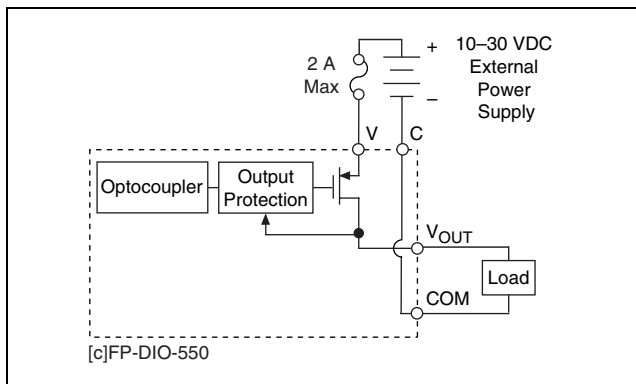 2 A
Max
+
–
10–30 VDC
External
Power
Supply
V
C
Optocoupler
Output
Protection
VOUT
Load
COM
[c]FP-DIO-550